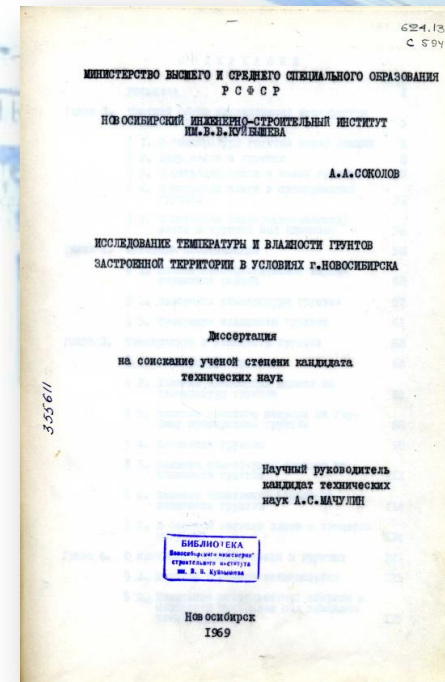 624.13
С 594
МИНИСТЕРСТВО ВЫСШЕГО И СРЕДНЕГО СПЕЦИАЛЬНОГО ОБРАЗОВАНИЯ
Р С Ф С Р
НОВОСИБИРСКИЙ ИНЖЕНЕРНО-СТРОИТЕЛЬНЫЙ ИНСТИТУТ
ИМ.В.В.КУЙБЫШЕВА
А.А.СОКОЛОВ
ИССЛЕДОВАНИЕ ТЕМПЕРАТУРЫ И ВЛАЖНОСТИ ГРУНТОВ
ЗАСТРОЕННОЙ ТЕРРИТОРИИ В УСЛОВИЯХ г.НОВОСИБИРСКА
Диссертация
на соискание ученой степени кандидата
технических наук
355611
Научный руководитель
кандидат технических
наук А.С.МАЧУЛИН
БИБЛИОТЕКА
Новосибирского инженерно-
строительного института
им. В. В. Куйбышева
Новосибирск
1969